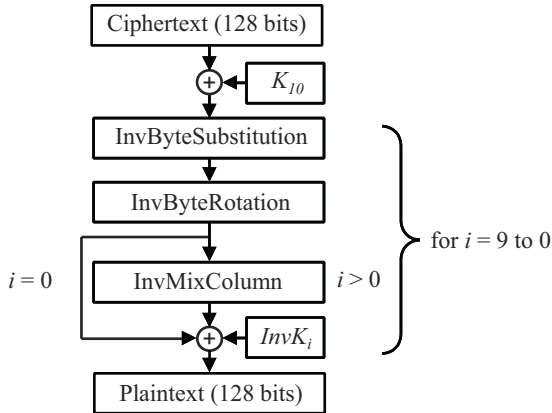 Ciphertext (128 bits)
+
K10
InvByteSubstitution
InvByteRotation
for i = 9 to 0
i = 0
InvMixColumn
i > 0
+
InvKi
Plaintext (128 bits)